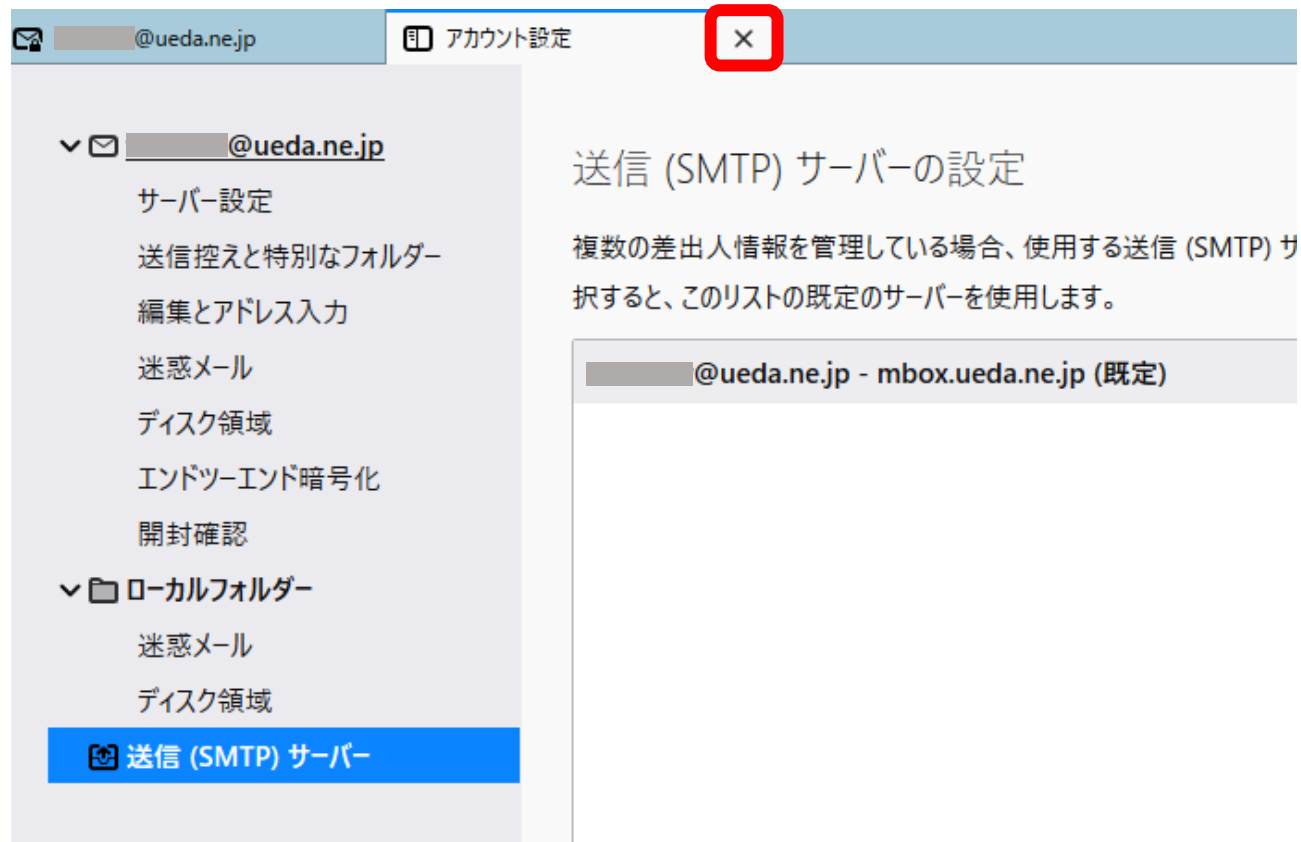 @ueda.ne.jp
アカウント設定
@ueda.ne.jp
サーバー設定
送信控えと特別なフォルダー
編集とアドレス入力
迷惑メール
ディスク領域
エンドツーエンド暗号化
開封確認
ローカルフォルダー
迷惑メール
ディスク領域
送信 (SMTP) サーバー
送信 (SMTP) サーバーの設定
複数の差出人情報を管理している場合、使用する送信 (SMTP) サ
択すると、このリストの既定のサーバーを使用します。
@ueda.ne.jp - mbox.ueda.ne.jp (既定)